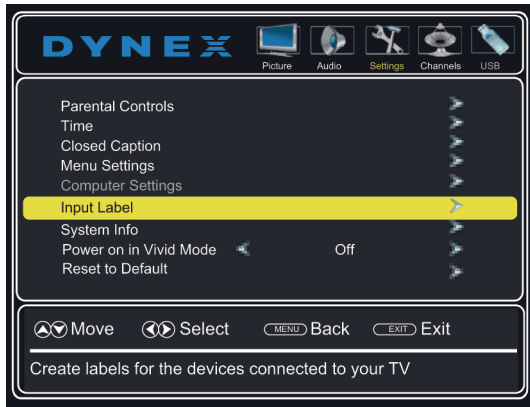 DYNEX
Picture Audio Settings Channels USB
Parental Controls
Time
Closed Caption
Menu Settings
Computer Settings
Input Label
System Info
Power on in Vivid Mode Off
Reset to Default
Move Select MENU Back EXIT Exit
Create labels for the devices connected to your TV